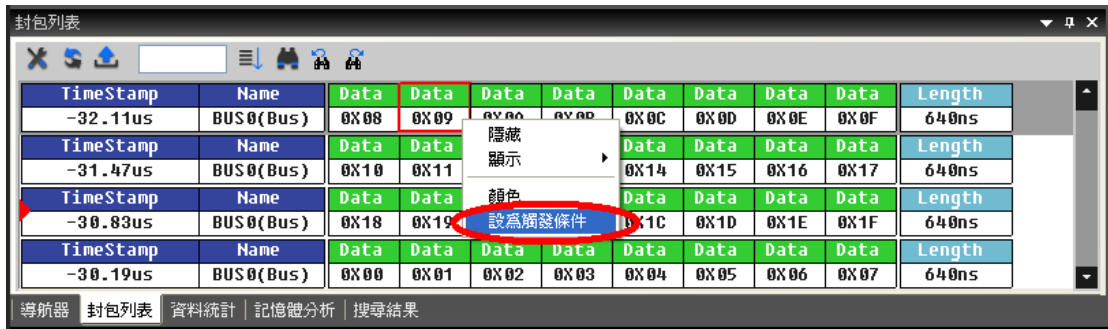 封包列表
TimeStamp Name Data Data Data Data Data Data Data Data Length
-32.11us BUS0(Bus) 0X08 0X09 0X0A 0X0B 0X0C 0X0D 0X0E 0X0F 640ns
隱藏
TimeStamp Name Data Data Data Data Data Data Length
顯示
-31.47us BUS0(Bus) 0X10 0X11 0X14 0X15 0X16 0X17 640ns
TimeStamp Name Data Data Data Data Data Data Length
顏色
-30.83us BUS0(Bus) 0X18 0X19 0X1C 0X1D 0X1E 0X1F 640ns
設為觸發條件
TimeStamp Name Data Data Data Data Data Data Data Data Length
-30.19us BUS0(Bus) 0X00 0X01 0X02 0X03 0X04 0X05 0X06 0X07 640ns
導航器 封包列表 資料統計 記憶體分析 搜尋結果